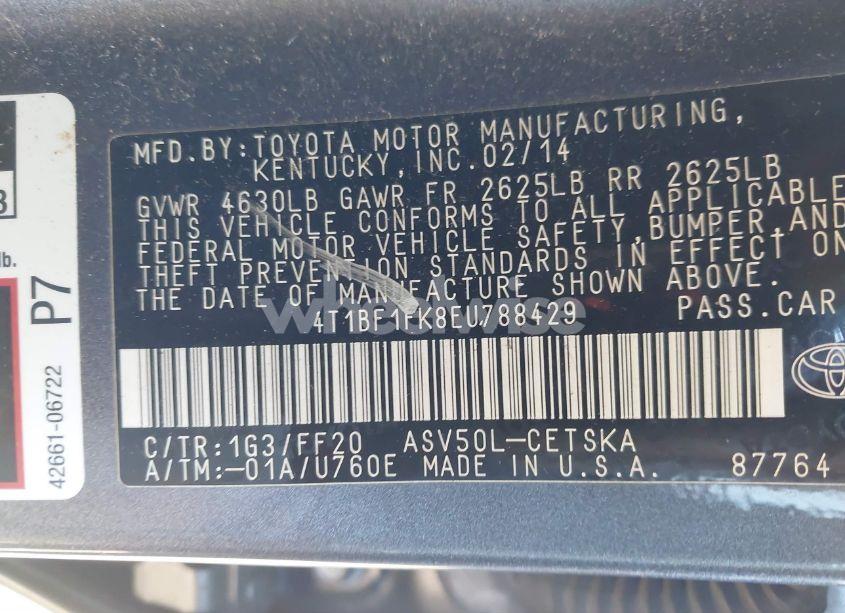 MFD.BY:TOYOTA MOTOR MANUFACTURING,
KENTUCKY,INC.02/14
GVWR 4630LB GAWR FR 2625LB RR 2625LB
THIS VEHICLE CONFORMS TO ALL APPLICABLE
FEDERAL MOTOR VEHICLE SAFETY,BUMPER,AND
THEFT PREVENTION STANDARDS IN EFFECT ON
THE DATE OF MANUFACTURE SHOWN ABOVE.
4T1BF1FK8EU788429 PASS.CAR
C/TR:1G3/FF20 ASV50L-CETSKA
A/TM:-01A/U760E MADE IN U.S.A. 87764
lb.
P7
42661-06722